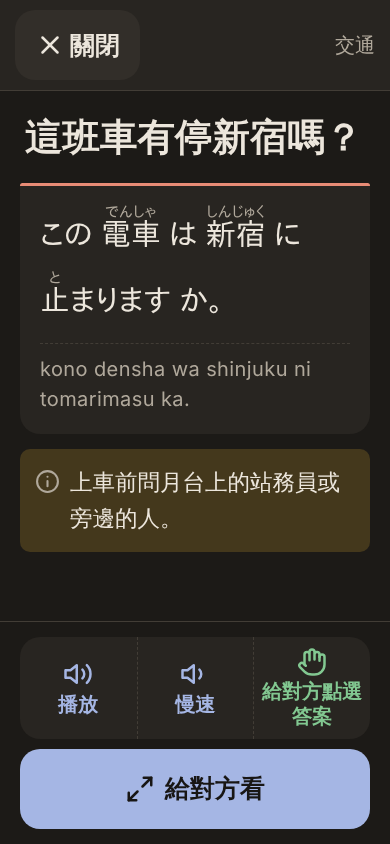 關閉
交通
這班車有停新宿嗎？
でんしゃ しんじゅく
この 電車 は 新宿 に
と
止まります か。
kono densha wa shinjuku ni
tomarimasu ka.
上車前問月台上的站務員或
旁邊的人。
播放
慢速
給對方點選
答案
給對方看